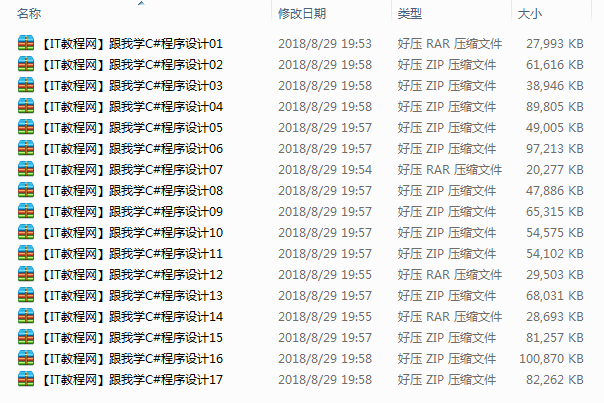 名称 修改日期 类型 大小
【IT教程网】跟我学C#程序设计01 2018/8/29 19:53 好压 RAR 压缩文件 27,993 KB
【IT教程网】跟我学C#程序设计02 2018/8/29 19:58 好压 ZIP 压缩文件 61,616 KB
【IT教程网】跟我学C#程序设计03 2018/8/29 19:58 好压 ZIP 压缩文件 38,946 KB
【IT教程网】跟我学C#程序设计04 2018/8/29 19:58 好压 ZIP 压缩文件 89,805 KB
【IT教程网】跟我学C#程序设计05 2018/8/29 19:57 好压 ZIP 压缩文件 49,005 KB
【IT教程网】跟我学C#程序设计06 2018/8/29 19:57 好压 ZIP 压缩文件 97,213 KB
【IT教程网】跟我学C#程序设计07 2018/8/29 19:54 好压 RAR 压缩文件 20,277 KB
【IT教程网】跟我学C#程序设计08 2018/8/29 19:57 好压 ZIP 压缩文件 47,886 KB
【IT教程网】跟我学C#程序设计09 2018/8/29 19:57 好压 ZIP 压缩文件 65,315 KB
【IT教程网】跟我学C#程序设计10 2018/8/29 19:57 好压 ZIP 压缩文件 54,575 KB
【IT教程网】跟我学C#程序设计11 2018/8/29 19:57 好压 ZIP 压缩文件 54,102 KB
【IT教程网】跟我学C#程序设计12 2018/8/29 19:55 好压 RAR 压缩文件 29,503 KB
【IT教程网】跟我学C#程序设计13 2018/8/29 19:57 好压 ZIP 压缩文件 68,031 KB
【IT教程网】跟我学C#程序设计14 2018/8/29 19:55 好压 RAR 压缩文件 28,693 KB
【IT教程网】跟我学C#程序设计15 2018/8/29 19:57 好压 ZIP 压缩文件 81,257 KB
【IT教程网】跟我学C#程序设计16 2018/8/29 19:58 好压 ZIP 压缩文件 100,870 KB
【IT教程网】跟我学C#程序设计17 2018/8/29 19:58 好压 ZIP 压缩文件 82,262 KB